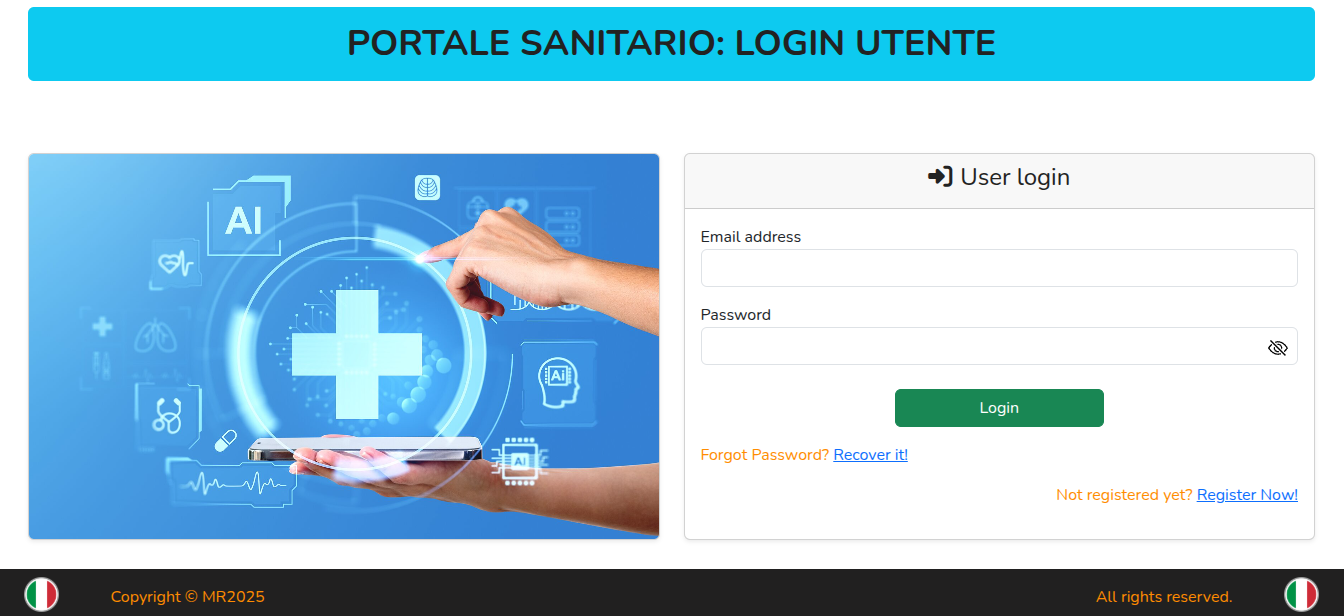 PORTALE SANITARIO: LOGIN UTENTE
AI
Ai
AI
User login
Email address
Password
Login
Forgot Password? Recover it!
Not registered yet? Register Now!
Copyright © MR2025
All rights reserved.